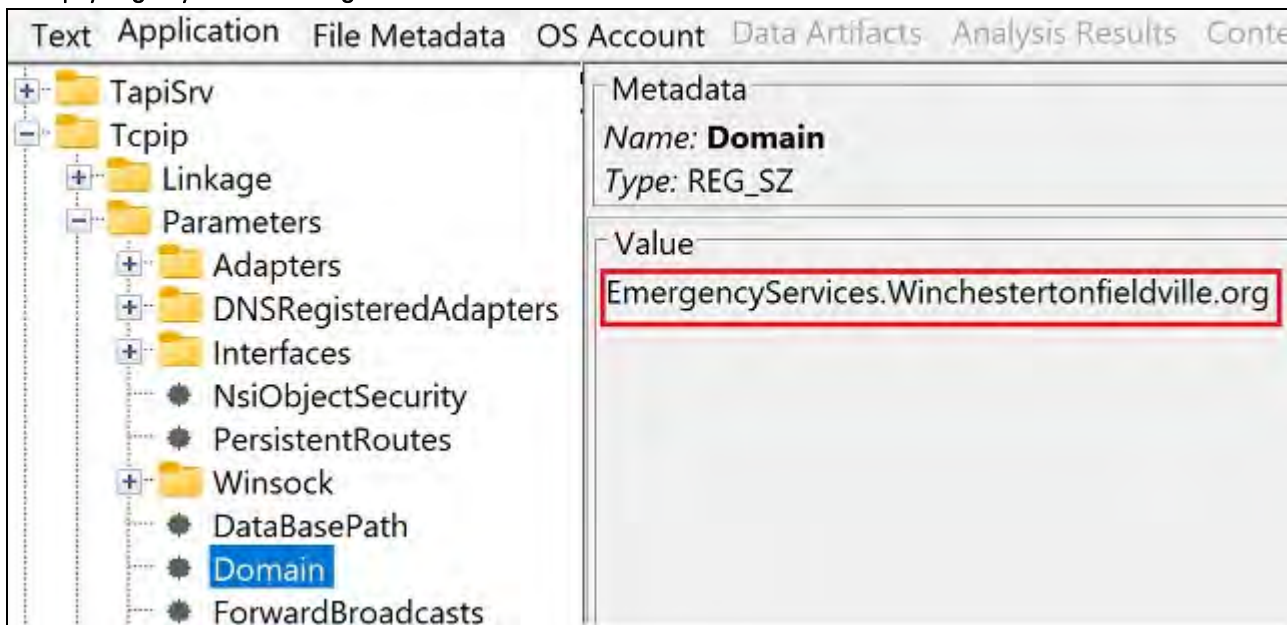 Text Application File Metadata OS Account Data Artifacts Analysis Results Conte
TapiSrv
Tcpip
Linkage
Parameters
Adapters
DNSRegisteredAdapters
Interfaces
NsiObjectSecurity
PersistentRoutes
Winsock
DataBasePath
Domain
ForwardBroadcasts
Metadata
Name: Domain
Type: REG_SZ
Value
EmergencyServices.Winchestertonfieldville.org